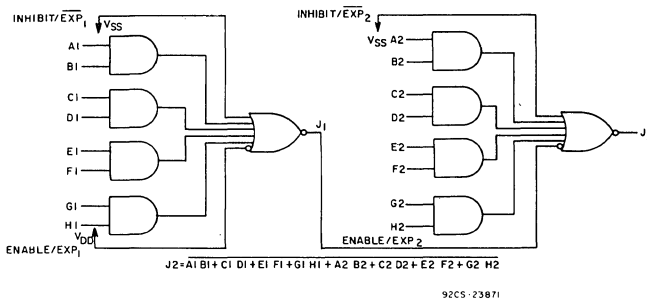 INHIBIT/EXP1
VSS
A1
B1
C1
D1
E1
F1
G1
H1
VDD
ENABLE/EXP1
J1
INHIBIT/EXP2
VSS
A2
B2
C2
D2
E2
F2
G2
H2
ENABLE/EXP2
J
J2=A1 B1+ C1 D1 +E1 F1 +G1 H1 + A2 B2 + C2 D2 + E2 F2 + G2 H2
92CS-23871